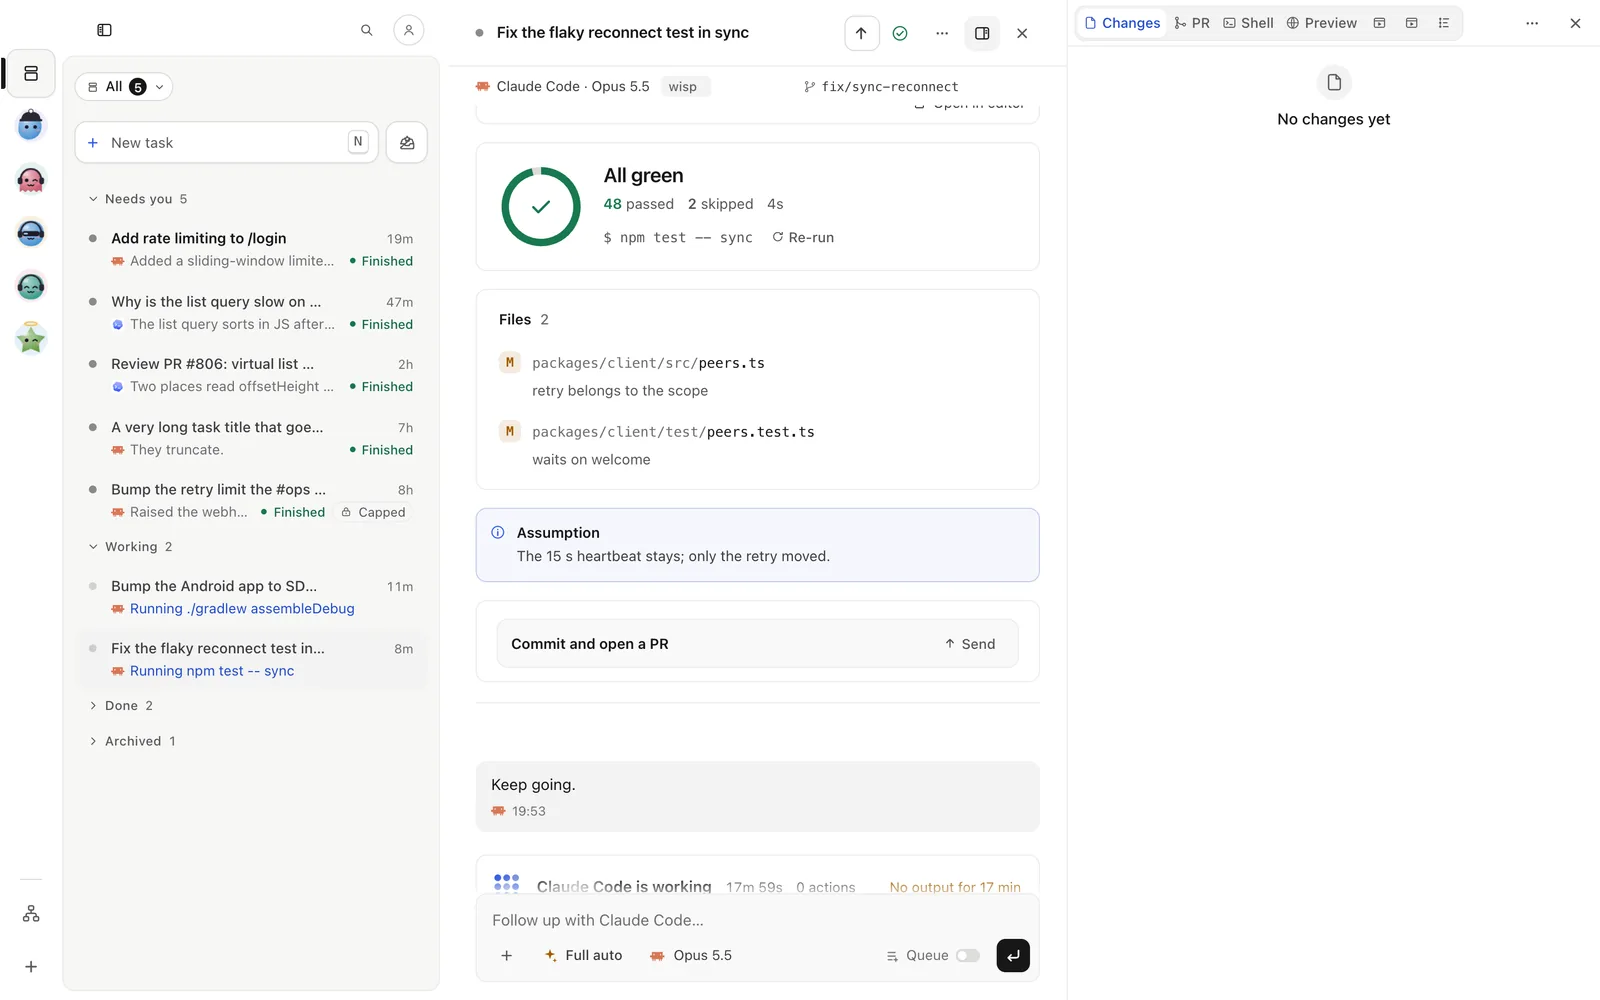 All 5
New task N
Needs you 5
Add rate limiting to /login 19m
Added a sliding-window limite... Finished
Why is the list query slow on ... 47m
The list query sorts in JS after... Finished
Review PR #806: virtual list ... 2h
Two places read offsetHeight ... Finished
A very long task title that goe... 7h
They truncate. Finished
Bump the retry limit the #ops ... 8h
Raised the webh... Finished Capped
Working 2
Bump the Android app to SD... 11m
Running ./gradlew assembleDebug
Fix the flaky reconnect test in... 8m
Running npm test -- sync
Done 2
Archived 1
Fix the flaky reconnect test in sync
Claude Code · Opus 5.5 wisp fix/sync-reconnect
Open in editor
All green
48 passed 2 skipped 4s
$ npm test -- sync Re-run
Files 2
M packages/client/src/peers.ts
retry belongs to the scope
M packages/client/test/peers.test.ts
waits on welcome
Assumption
The 15 s heartbeat stays; only the retry moved.
Commit and open a PR Send
Keep going.
19:53
Claude Code is working 17m 59s 0 actions No output for 17 min
Follow up with Claude Code...
Full auto Opus 5.5 Queue
Changes PR Shell Preview
No changes yet